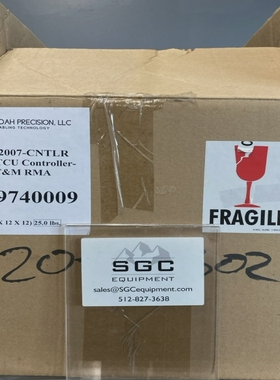 OAH PRECISION, LLC
ABLING TECHNOLOGY
2007-CNTLR
TCU Controller-
&M RMA
9740009
X 12 X 12) 25.0 lbs.
FRAGILE
SGC
EQUIPMENT
sales@SGCequipment.com
512-827-3638